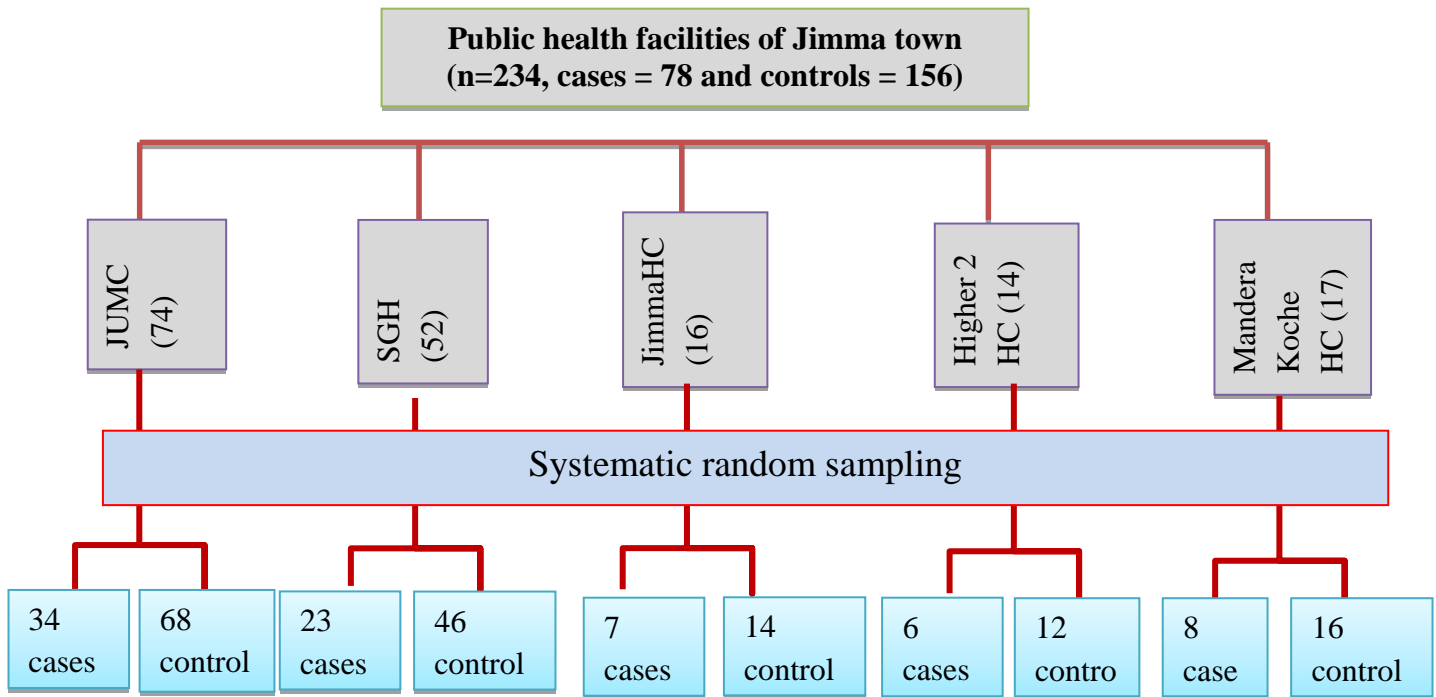 Public health facilities of Jimma town
(n=234, cases = 78 and controls = 156)
JUMC
(74)
SGH
(52)
JimmaHC
(16)
Higher 2
HC (14)
Mandera
Koche
HC (17)
Systematic random sampling
34
cases
68
control
23
cases
46
control
7
cases
14
control
6
cases
12
contro
8
case
16
control